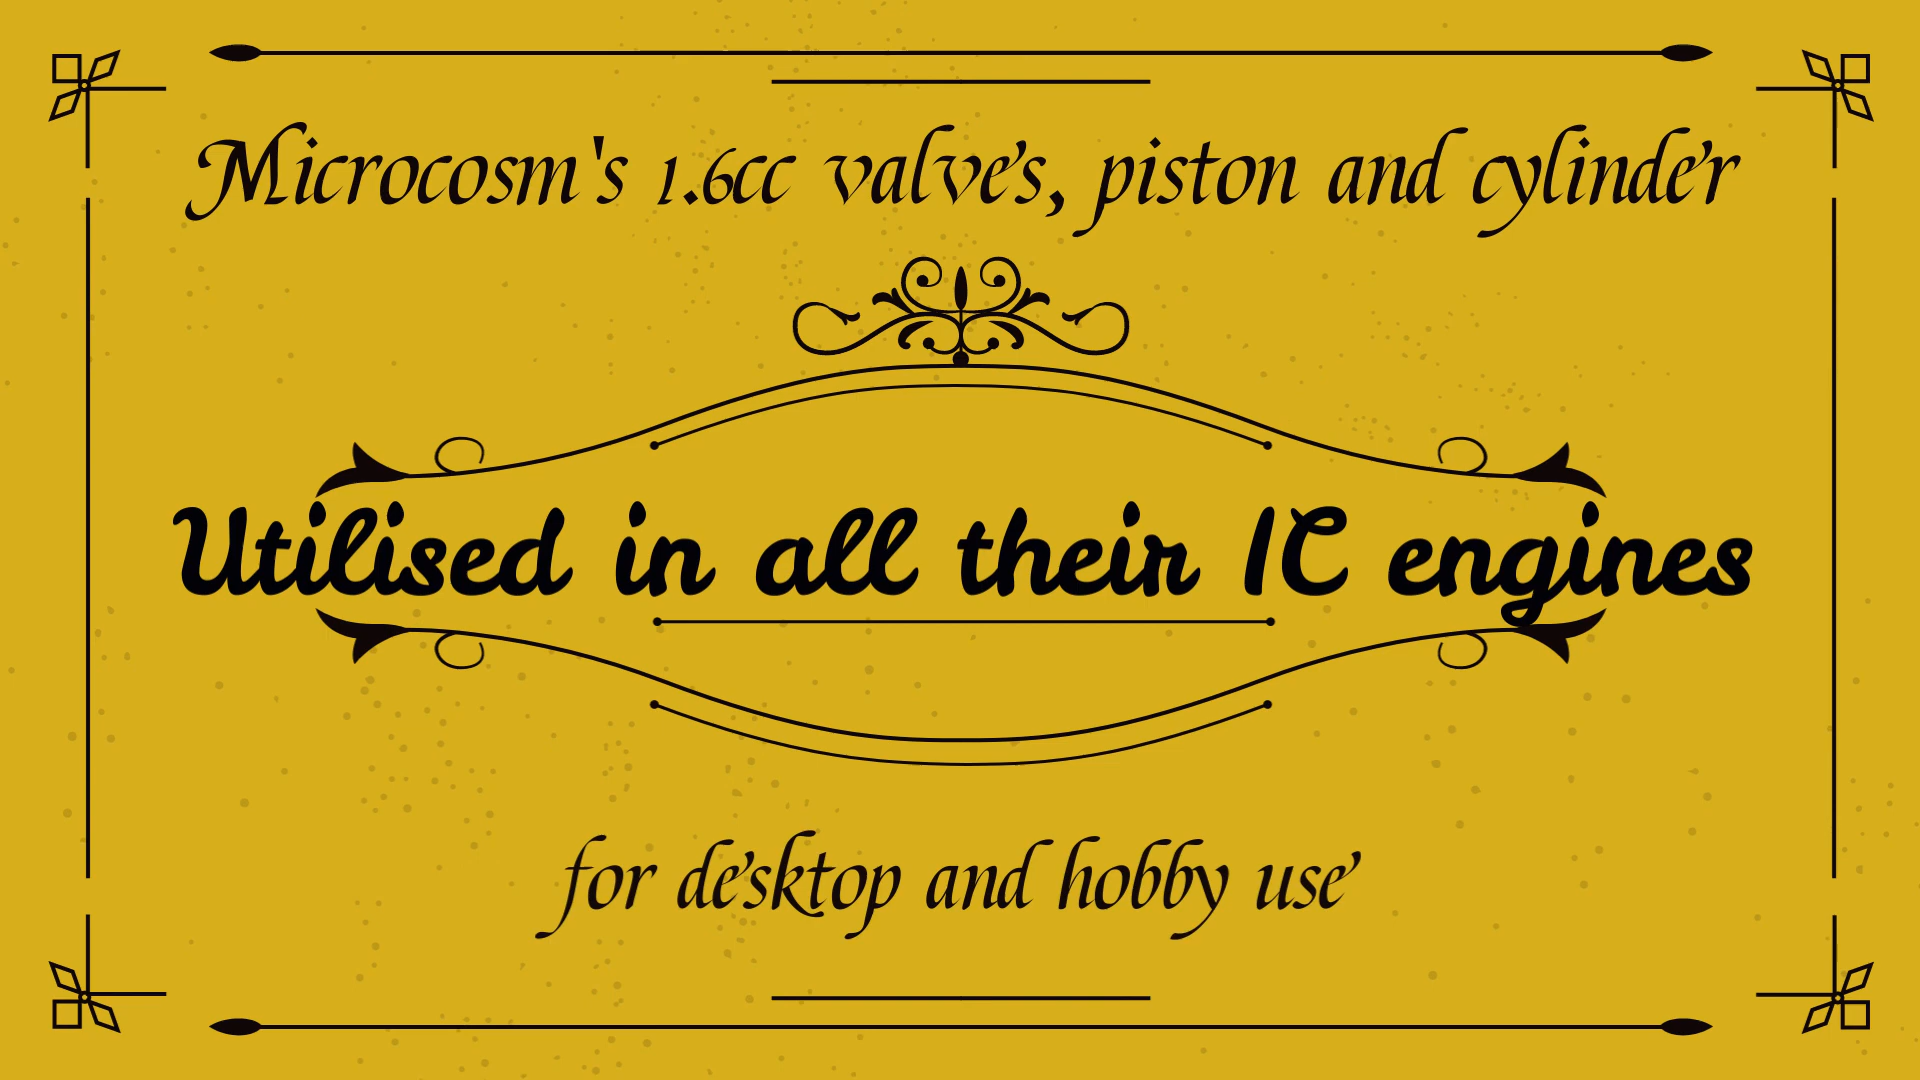 Microcosm's 1.6cc valves, piston and cylinder
Utilised in all their IC engines
for desktop and hobby use